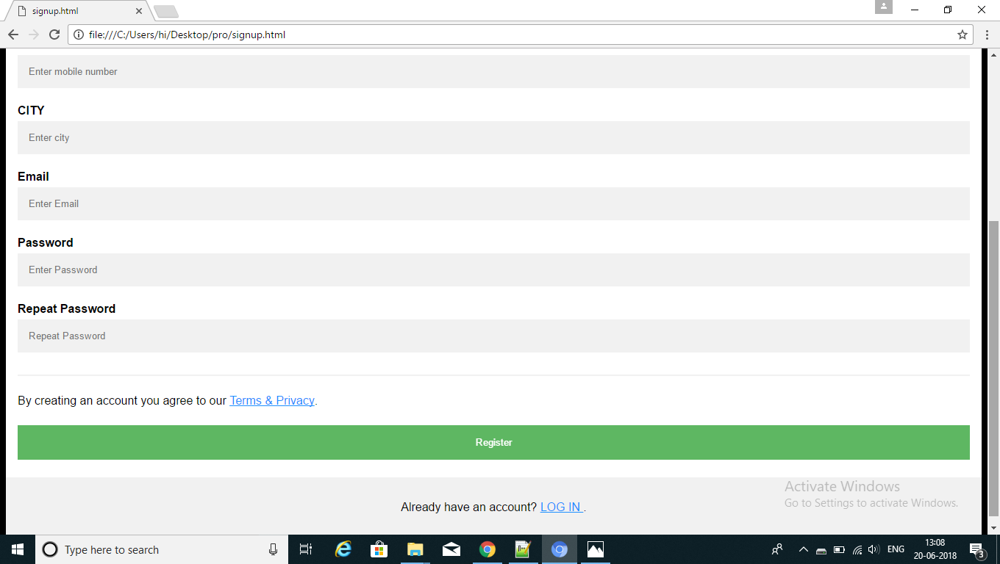 signup.html
file:///C:/Users/hi/Desktop/pro/signup.html
Enter mobile number
CITY
Enter city
Email
Enter Email
Password
Enter Password
Repeat Password
Repeat Password
By creating an account you agree to our Terms & Privacy.
Register
Activate Windows
Go to Settings to activate Windows.
Already have an account? LOG IN .
Type here to search
ENG
13:08
20-06-2018
3